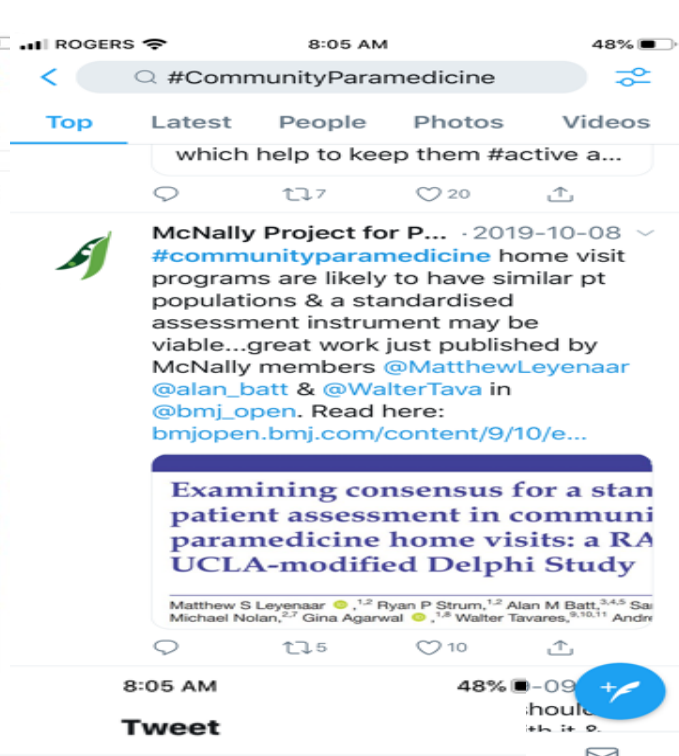 ROGERS 8:05 AM 48%
#CommunityParamedicine
Top Latest People Photos Videos
which help to keep them #active a...
7 20
McNally Project for P... · 2019-10-08
#communityparamedicine home visit
programs are likely to have similar pt
populations & a standardised
assessment instrument may be
viable...great work just published by
McNally members @MatthewLeyenaar
@alan_batt & @WalterTava in
@bmj_open. Read here:
bmjopen.bmj.com/content/9/10/e...
Examining consensus for a stan
patient assessment in communi
paramedicine home visits: a RA
UCLA-modified Delphi Study
Matthew S Leyenaar ,1,2 Ryan P Strum,1,2 Alan M Batt,3,4,5 Sa
Michael Nolan,2,7 Gina Agarwal ,1,8 Walter Tavares,9,10,11 Andr
5 10
8:05 AM 48% -09
Tweet